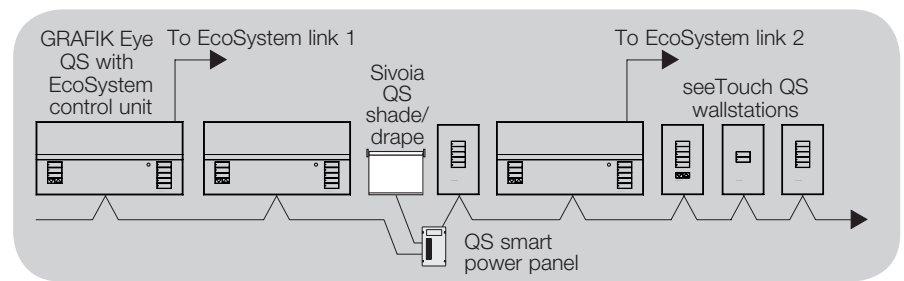 GRAFIK Eye
QS with
EcoSystem
control unit
To EcoSystem link 1
Sivoia
QS
shade/
drape
To EcoSystem link 2
seeTouch QS
wallstations
QS smart
power panel